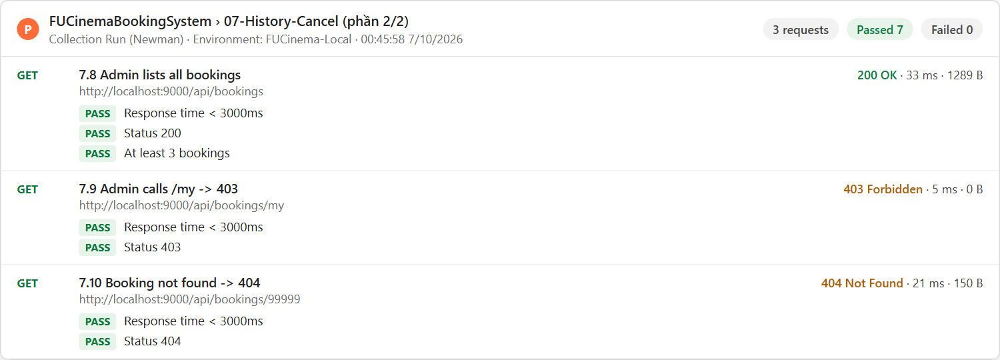 P
FUCinemaBookingSystem › 07-History-Cancel (phần 2/2)
Collection Run (Newman) · Environment: FUCinema-Local · 00:45:58 7/10/2026
3 requests
Passed 7
Failed 0
GET
7.8 Admin lists all bookings
200 OK · 33 ms · 1289 B
http://localhost:9000/api/bookings
PASS Response time < 3000ms
PASS Status 200
PASS At least 3 bookings
GET
7.9 Admin calls /my -> 403
403 Forbidden · 5 ms · 0 B
http://localhost:9000/api/bookings/my
PASS Response time < 3000ms
PASS Status 403
GET
7.10 Booking not found -> 404
404 Not Found · 21 ms · 150 B
http://localhost:9000/api/bookings/99999
PASS Response time < 3000ms
PASS Status 404